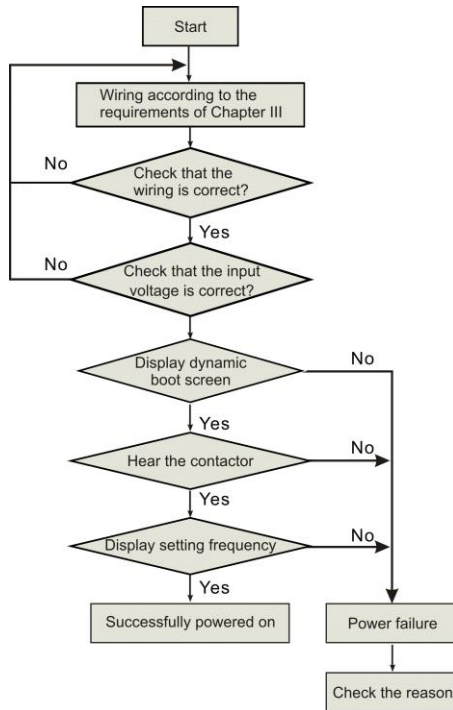 Start
Wiring according to the
requirements of Chapter III
No
Check that the
wiring is correct?
Yes
No
Check that the input
voltage is correct?
Display dynamic
boot screen
No
Yes
Hear the contactor
No
Yes
Display setting frequency
No
Yes
Successfully powered on
Power failure
Check the reason